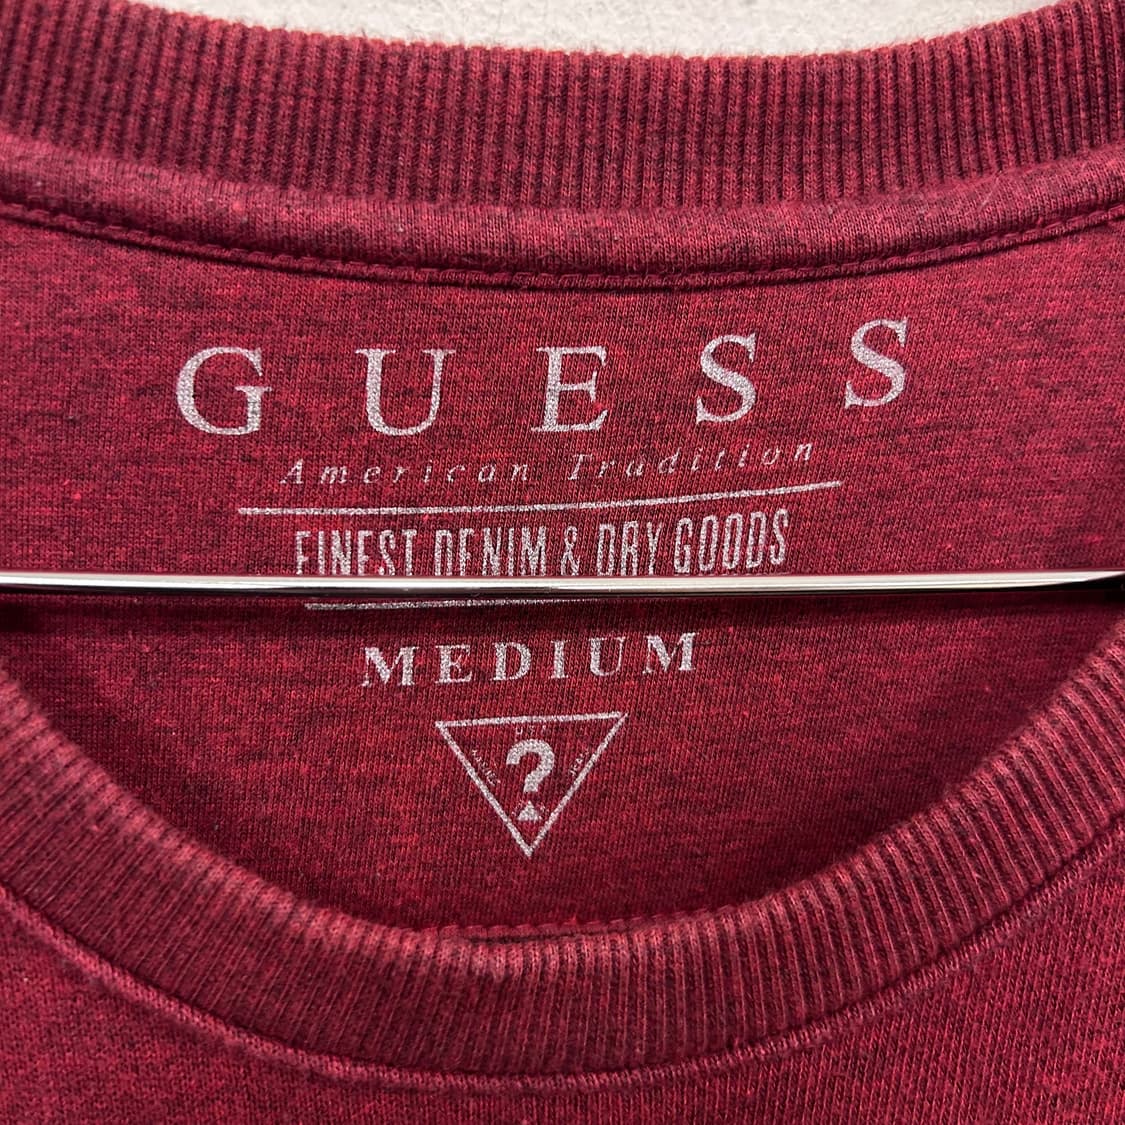 GUESS
American Tradition
FINEST DENIM & DRY GOODS
MEDIUM
?